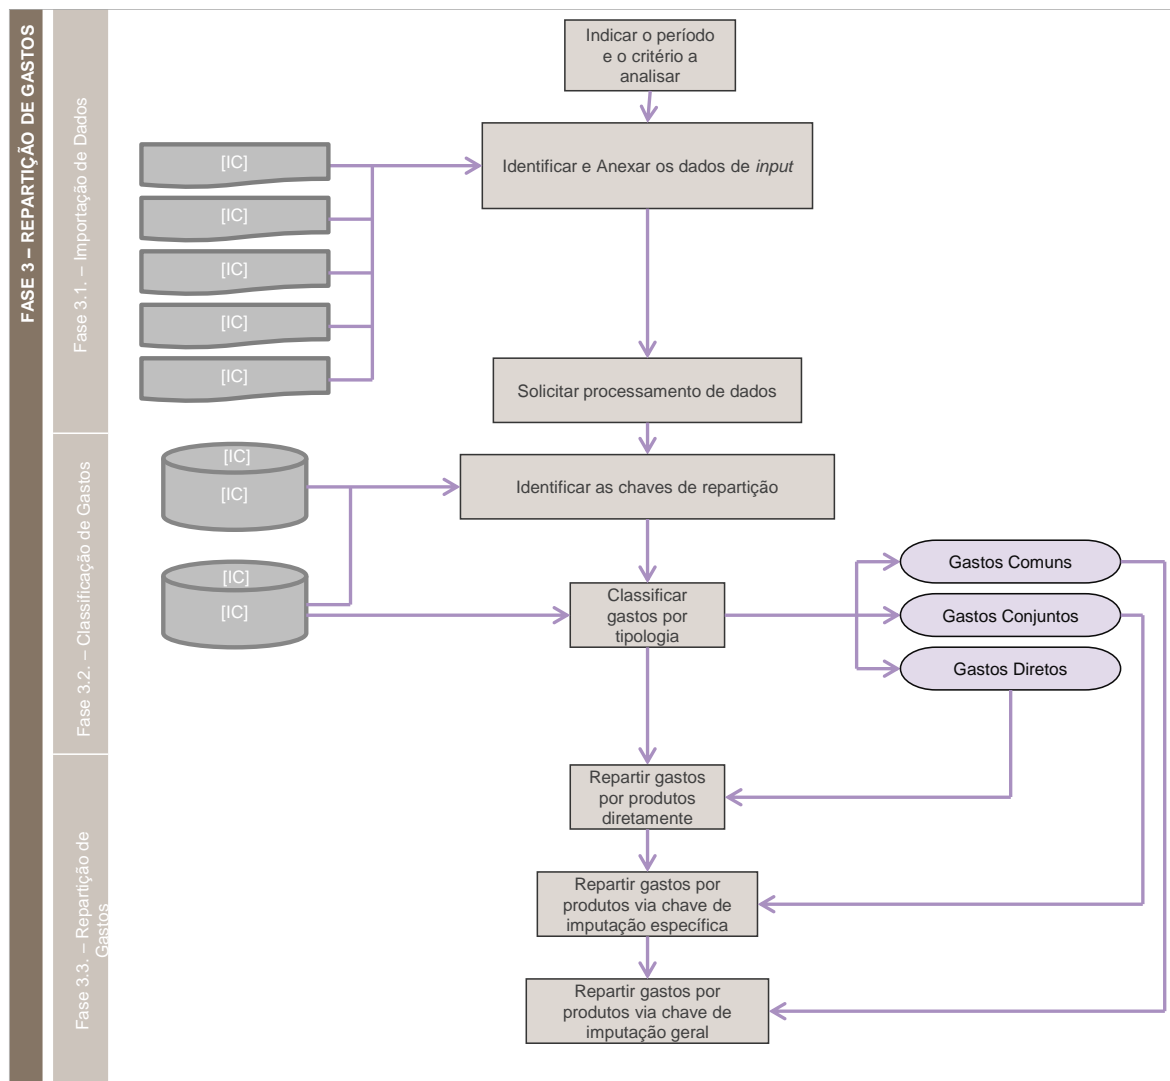 FASE 3 – REPARTIÇÃO DE GASTOS
Fase 3.1. – Importação de Dados
Indicar o período
e o critério a
analisar
[IC]
Identificar e Anexar os dados de input
[IC]
[IC]
[IC]
[IC]
Solicitar processamento de dados
Fase 3.2. – Classificação de Gastos
[IC]
[IC]
Identificar as chaves de repartição
[IC]
[IC]
Classificar
gastos por
tipologia
Gastos Comuns
Gastos Conjuntos
Gastos Diretos
Fase 3.3. – Repartição de
Gastos
Repartir gastos
por produtos
diretamente
Repartir gastos por
produtos via chave de
imputação específica
Repartir gastos por
produtos via chave de
imputação geral